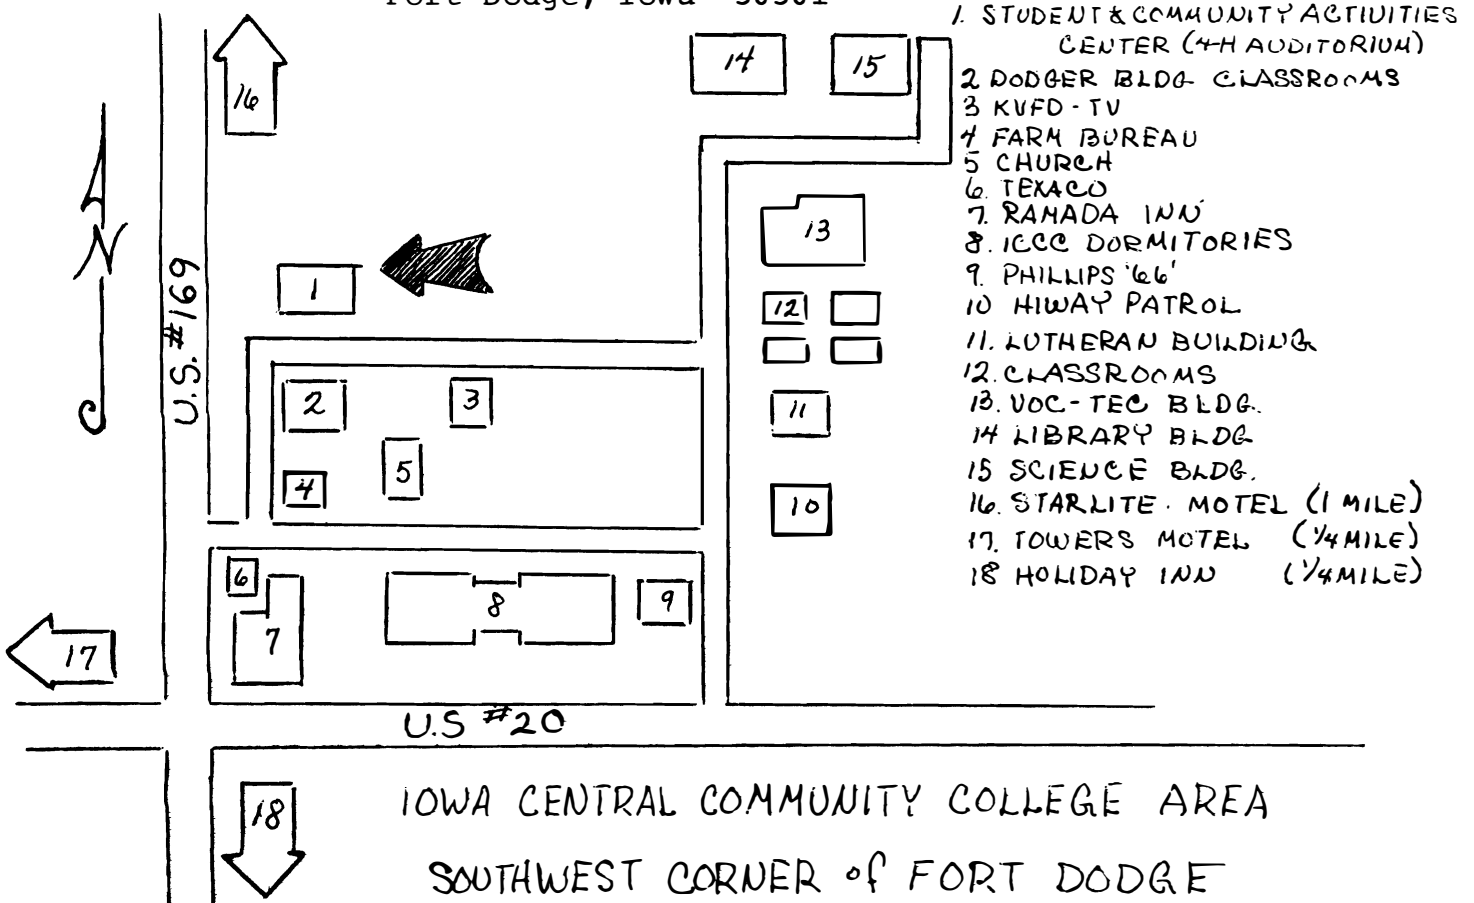 Fort Dodge, Iowa 50501
1. STUDENT & COMMUNITY ACTIVITIES
CENTER (4-H AUDITORIUM)
2 DODGER BLDG CLASSROOMS
3 KVFD-TV
4 FARM BUREAU
5 CHURCH
6. TEXACO
7. RAMADA INN
8. ICCC DORMITORIES
9. PHILLIPS '66'
10 HIWAY PATROL
11. LUTHERAN BUILDING
12. CLASSROOMS
13. VOC-TEC BLDG.
14 LIBRARY BLDG
15 SCIENCE BLDG.
16. STARLITE. MOTEL (1 MILE)
17. TOWERS MOTEL (1/4 MILE)
18 HOLIDAY INN (1/4 MILE)
16
14
15
N
13
1
U.S. #169
12
2
3
11
5
4
10
6
8
9
7
17
U.S #20
18
IOWA CENTRAL COMMUNITY COLLEGE AREA
SOUTHWEST CORNER of FORT DODGE